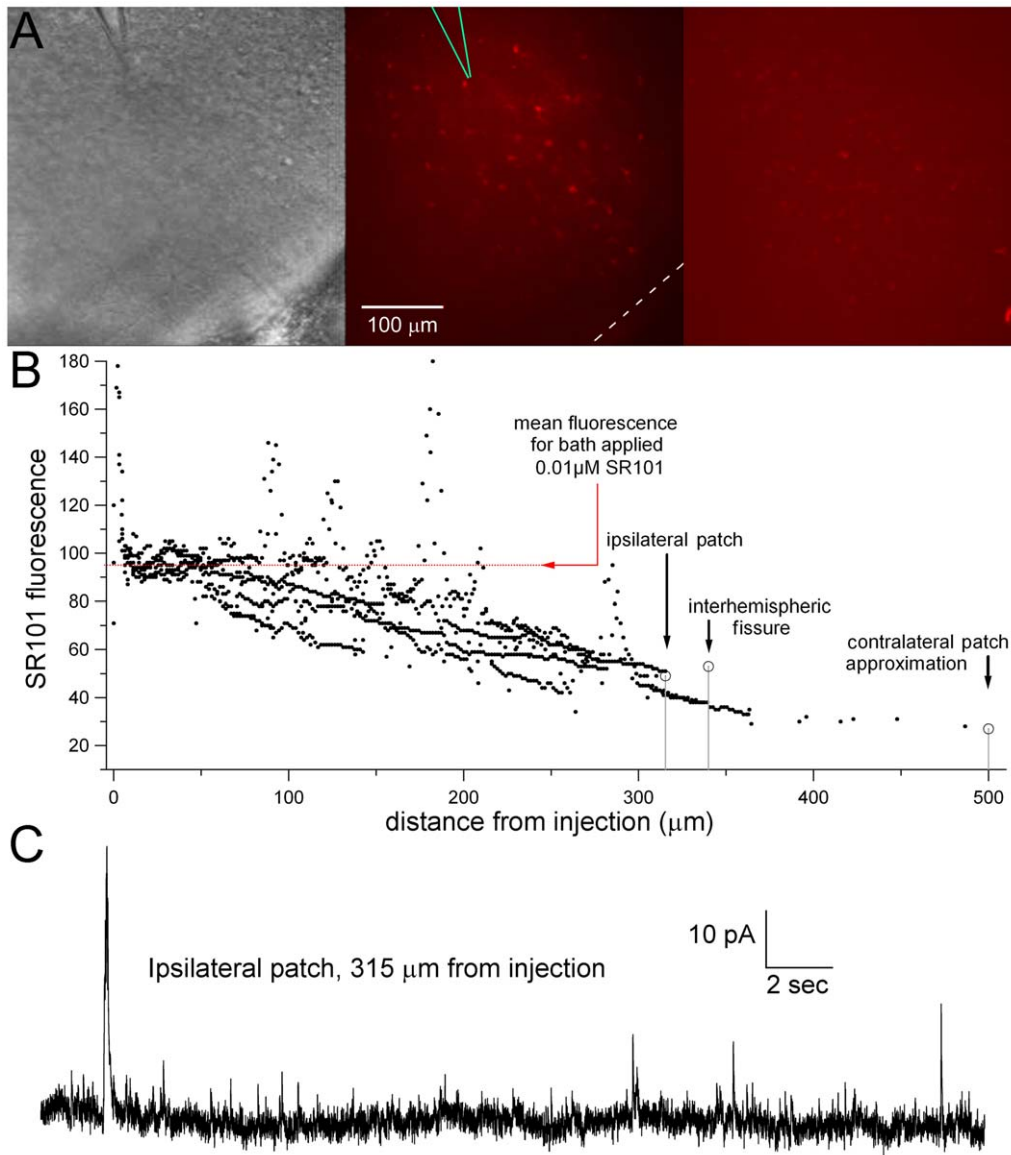 A
100 μm
B
180
160
140
120
100
80
60
40
20
SR101 fluorescence
mean fluorescence
for bath applied
0.01µM SR101
ipsilateral patch
interhemispheric
fissure
contralateral patch
approximation
0
100
200
300
400
500
distance from injection (μm)
C
Ipsilateral patch, 315 μm from injection
10 pA
2 sec